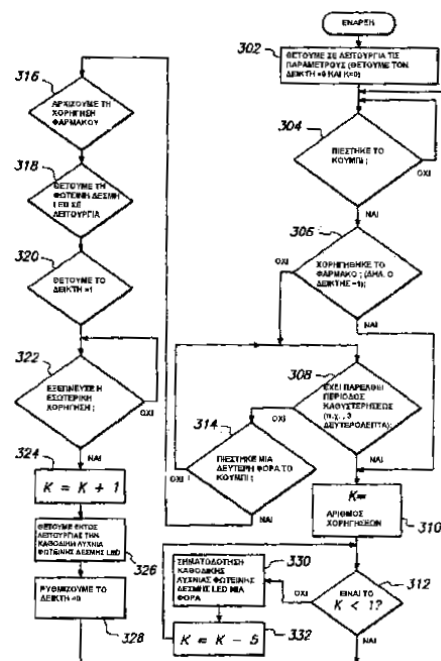 ΕΝΑΡΞΗ
302
ΘΕΤΟΥΜΕ ΣΕ ΛΕΙΤΟΥΡΓΙΑ ΤΙΣ
ΠΑΡΑΜΕΤΡΟΥΣ (ΘΕΤΟΥΜΕ ΤΟΝ
ΔΕΙΚΤΗ =0 ΚΑΙ Κ=0)
304
ΠΙΕΣΤΗΚΕ ΤΟ
ΚΟΥΜΠΙ ;
ΟΧΙ
ΝΑΙ
306
ΧΟΡΗΓΗΘΗΚΕ ΤΟ
ΦΑΡΜΑΚΟ ; (ΔΗΛ. Ο
ΔΕΙΚΤΗΣ =1);
ΟΧΙ
ΝΑΙ
308
ΕΧΕΙ ΠΑΡΕΛΘΕΙ
ΠΕΡΙΟΔΟΣ
ΚΑΘΥΣΤΕΡΗΣΕΩΣ
(π.χ., 3
ΔΕΥΤΕΡΟΛΕΠΤΑ);
ΟΧΙ
ΝΑΙ
314
ΠΙΕΣΤΗΚΕ ΜΙΑ
ΔΕΥΤΕΡΗ ΦΟΡΑ ΤΟ
ΚΟΥΜΠΙ ;
ΟΧΙ
ΝΑΙ
K=
ΑΡΙΘΜΟΣ
ΧΟΡΗΓΗΣΕΩΝ
310
312
ΕΙΝΑΙ ΤΟ
K < 1?
ΟΧΙ
ΝΑΙ
330
ΣΗΜΑΤΟΔΟΤΗΣΗ
ΚΑΘΟΔΙΚΗΣ
ΛΥΧΝΙΑΣ ΦΩΤΕΙΝΗΣ
ΔΕΣΜΗΣ LED ΜΙΑ
ΦΟΡΑ
K = K - 5
332
316
ΑΡΧΙΖΟΥΜΕ ΤΗ
ΧΟΡΗΓΗΣΗ
ΦΑΡΜΑΚΟΥ
318
ΘΕΤΟΥΜΕ ΤΗ
ΦΩΤΕΙΝΗ ΔΕΣΜΗ
LED ΣΕ
ΛΕΙΤΟΥΡΓΙΑ
320
ΘΕΤΟΥΜΕ ΤΟ
ΔΕΙΚΤΗ =1
322
Η
ΕΣΩΤΕΡΙΚΗ
ΧΟΡΗΓΗΣΗ ;
ΟΧΙ
ΝΑΙ
324
K = K + 1
ΘΕΤΟΥΜΕ ΕΚΤΟΣ
ΛΕΙΤΟΥΡΓΙΑΣ ΤΗΝ
ΚΑΘΟΔΙΚΗ ΛΥΧΝΙΑ
ΦΩΤΕΙΝΗΣ ΔΕΣΜΗΣ LED
326
ΡΥΘΜΙΖΟΥΜΕ ΤΟ
ΔΕΙΚΤΗ =0
328